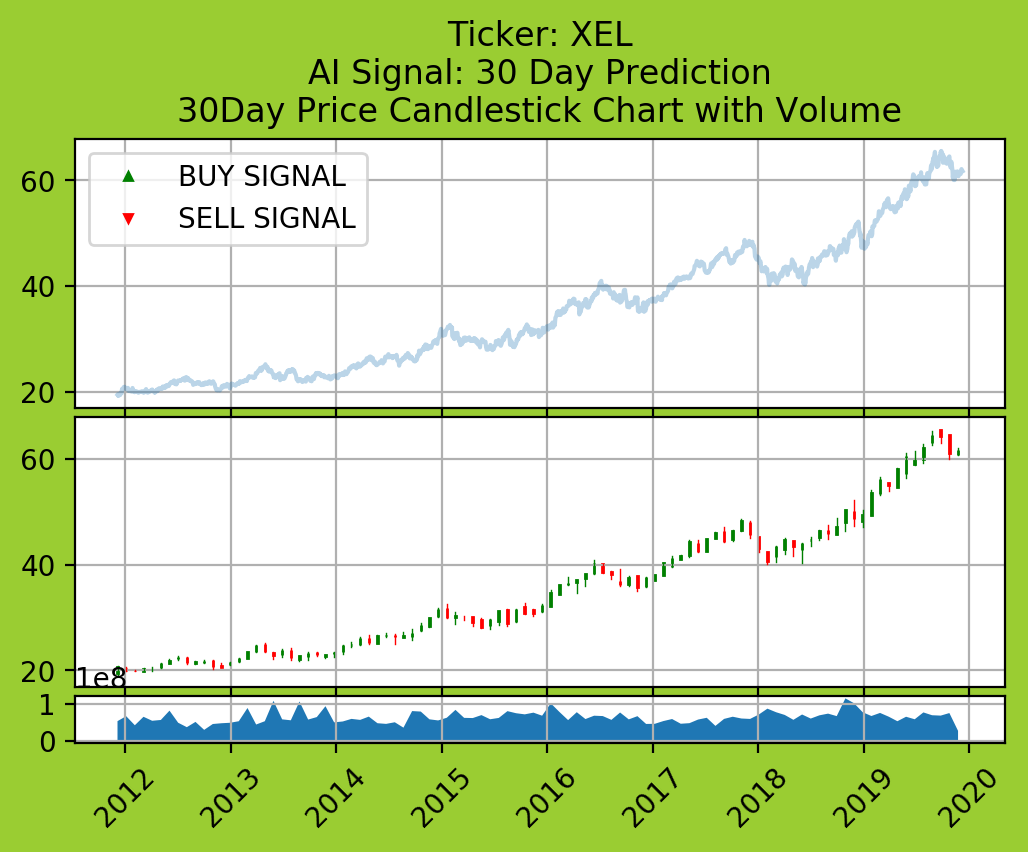 Ticker: XEL
AI Signal: 30 Day Prediction
30Day Price Candlestick Chart with Volume
BUY SIGNAL
SELL SIGNAL
60
40
20
60
40
20
1e8
1
0
2012 2013 2014 2015 2016 2017 2018 2019 2020